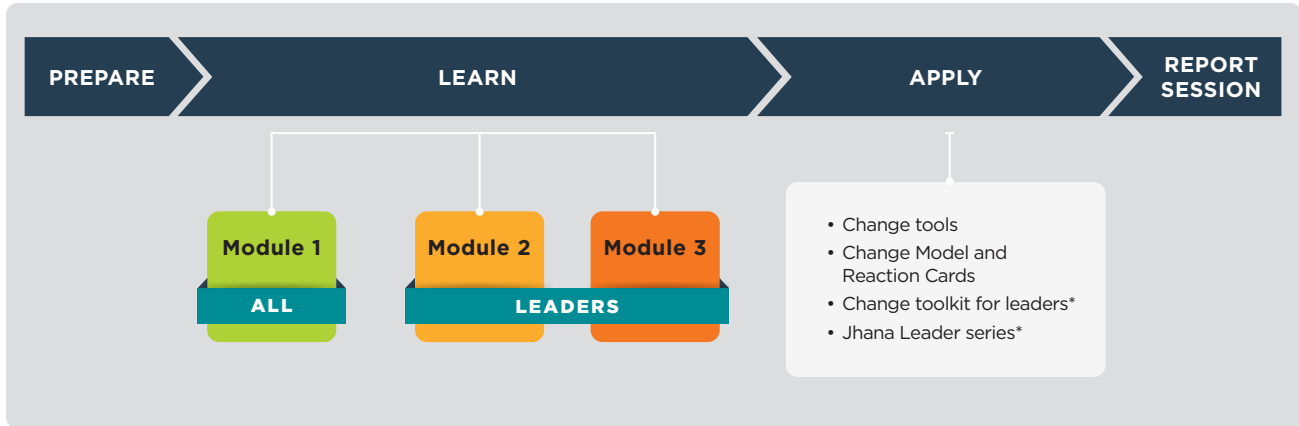 PREPARE
LEARN
APPLY
REPORT
SESSION
Module 1
ALL
Module 2
Module 3
LEADERS
• Change tools
• Change Model and
Reaction Cards
• Change toolkit for leaders*
• Jhana Leader series*